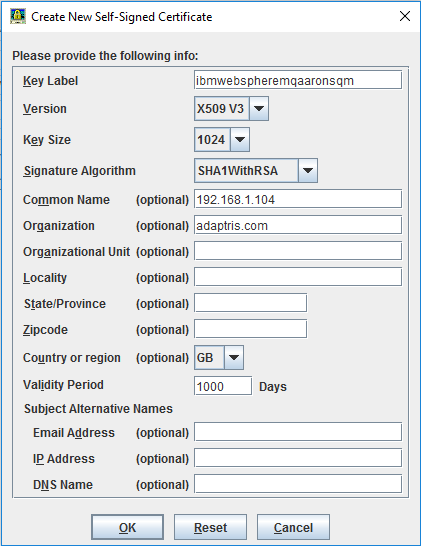 Create New Self-Signed Certificate
Please provide the following info:
Key Label ibmwebspheremqaaronsqm
Version X509 V3
Key Size 1024
Signature Algorithm SHA1WithRSA
Common Name (optional) 192.168.1.104
Organization (optional) adaptris.com
Organizational Unit (optional)
Locality (optional)
State/Province (optional)
Zipcode (optional)
Country or region (optional) GB
Validity Period 1000 Days
Subject Alternative Names
Email Address (optional)
IP Address (optional)
DNS Name (optional)
OK Reset Cancel